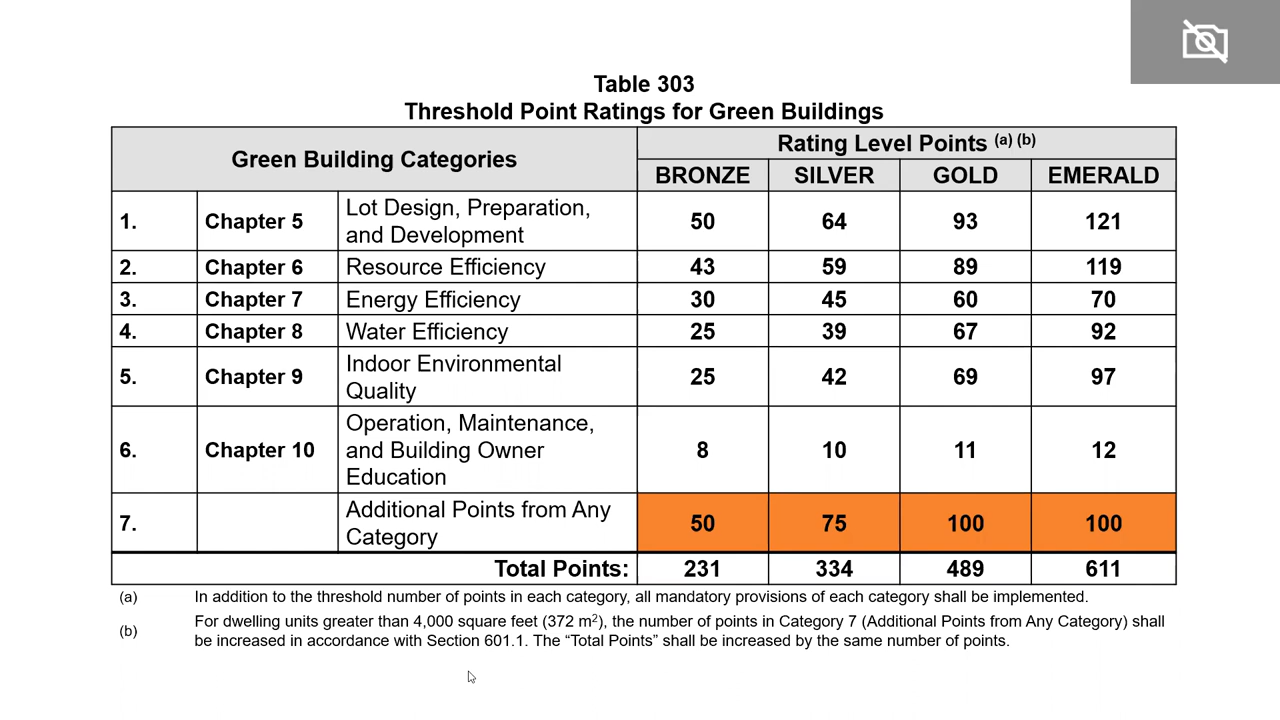 Table 303
Threshold Point Ratings for Green Buildings
Green Building Categories
Rating Level Points (a) (b)
BRONZE SILVER GOLD EMERALD
1. Chapter 5 Lot Design, Preparation,
and Development 50 64 93 121
2. Chapter 6 Resource Efficiency 43 59 89 119
3. Chapter 7 Energy Efficiency 30 45 60 70
4. Chapter 8 Water Efficiency 25 39 67 92
5. Chapter 9 Indoor Environmental
Quality 25 42 69 97
6. Chapter 10 Operation, Maintenance,
and Building Owner
Education 8 10 11 12
7. Additional Points from Any
Category 50 75 100 100
Total Points: 231 334 489 611
(a) In addition to the threshold number of points in each category, all mandatory provisions of each category shall be implemented.
(b) For dwelling units greater than 4,000 square feet (372 m²), the number of points in Category 7 (Additional Points from Any Category) shall
be increased in accordance with Section 601.1. The “Total Points” shall be increased by the same number of points.